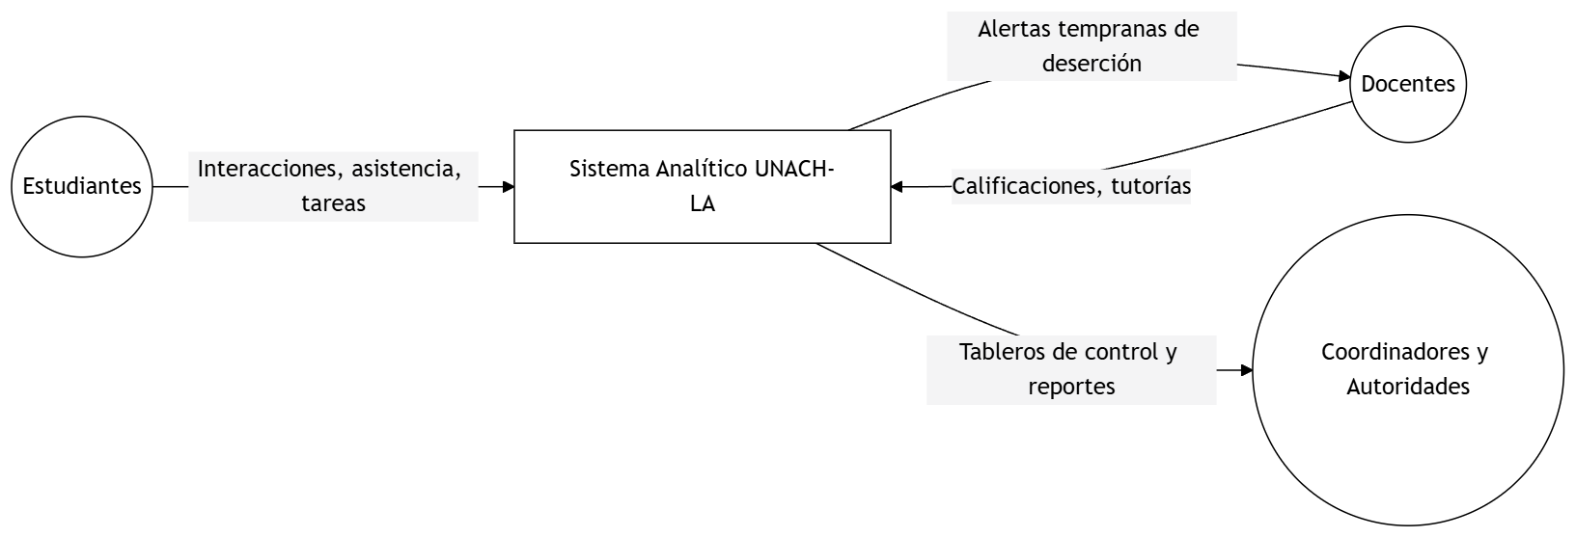 Estudiantes
Interacciones, asistencia,
tareas
Sistema Analítico UNACH-
LA
Alertas tempranas de
deserción
Docentes
Calificaciones, tutorías
Tableros de control y
reportes
Coordinadores y
Autoridades